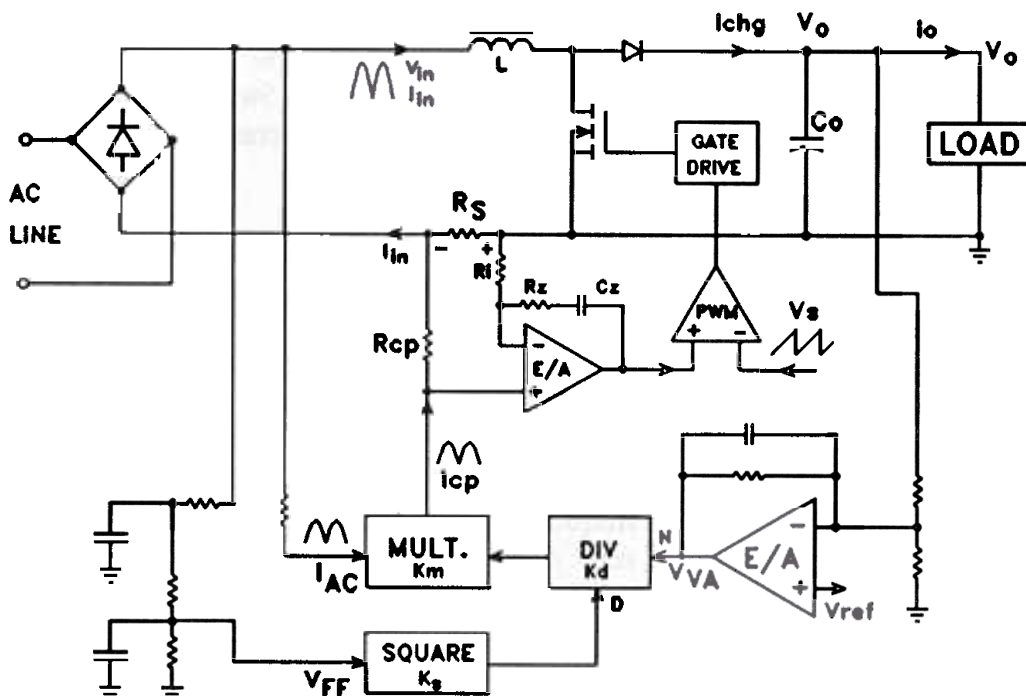 Ichg
Vo
io
Vo
L
Vin
Iin
AC
LINE
Co
GATE
DRIVE
LOAD
RS
−
+
Iin
Ri
Rz
Cz
PWM
+
−
Vs
Rcp
−
E/A
+
icp
MULT.
Km
IAC
DIV
Kd
N
VVA
D
−
E/A
+
Vref
SQUARE
Ks
VFF